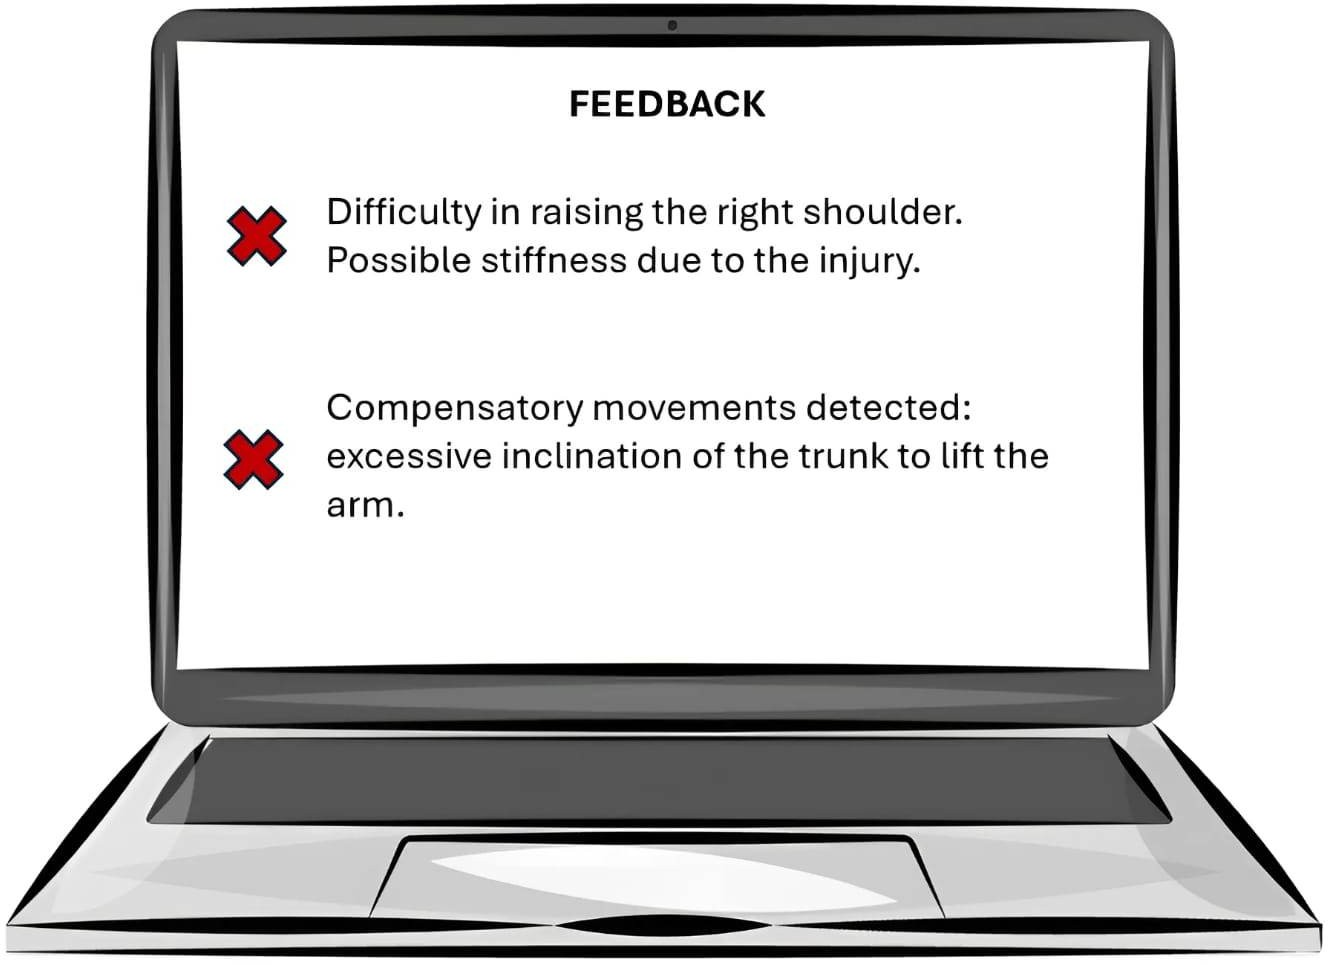 FEEDBACK
Difficulty in raising the right shoulder.
Possible stiffness due to the injury.
Compensatory movements detected:
excessive inclination of the trunk to lift the
arm.